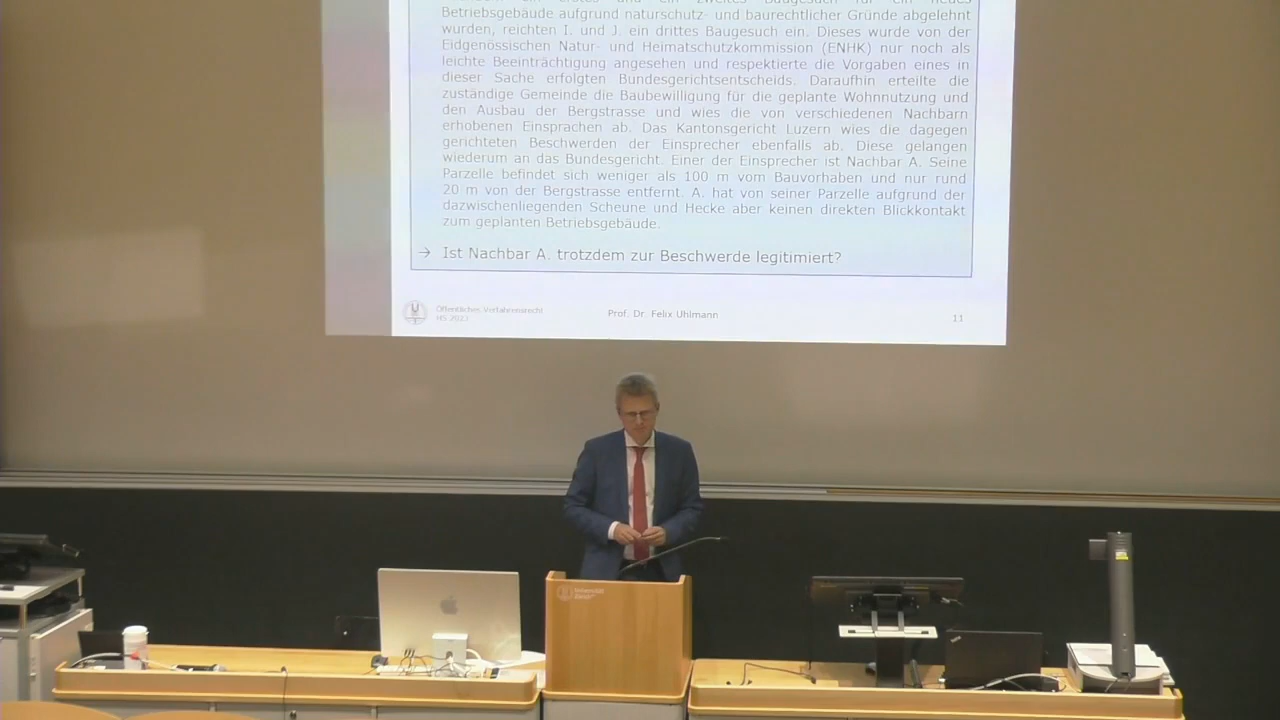 Betriebsgebäude aufgrund naturschutz- und baurechtlicher Gründe abgelehnt
wurden, reichten I. und J. ein drittes Baugesuch ein. Dieses wurde von der
Eidgenössischen Natur- und Heimatschutzkommission (ENHK) nur noch als
leichte Beeinträchtigung angesehen und respektierte die Vorgaben eines in
dieser Sache erfolgten Bundesgerichtsentscheids. Daraufhin erteilte die
zuständige Gemeinde die Baubewilligung für die geplante Wohnnutzung und
den Ausbau der Bergstrasse und wies die von verschiedenen Nachbarn
erhobenen Einsprachen ab. Das Kantonsgericht Luzern wies die dagegen
gerichteten Beschwerden der Einsprecher ebenfalls ab. Diese gelangen
wiederum an das Bundesgericht. Einer der Einsprecher ist Nachbar A. Seine
Parzelle befindet sich weniger als 100 m vom Bauvorhaben und nur rund
20 m von der Bergstrasse entfernt. A. hat von seiner Parzelle aufgrund der
dazwischenliegenden Scheune und Hecke aber keinen direkten Blickkontakt
zum geplanten Betriebsgebäude.
→ Ist Nachbar A. trotzdem zur Beschwerde legitimiert?
Öffentliches Verfahrensrecht
HS 2022
Prof. Dr. Felix Uhlmann
11
Universität
Zürich